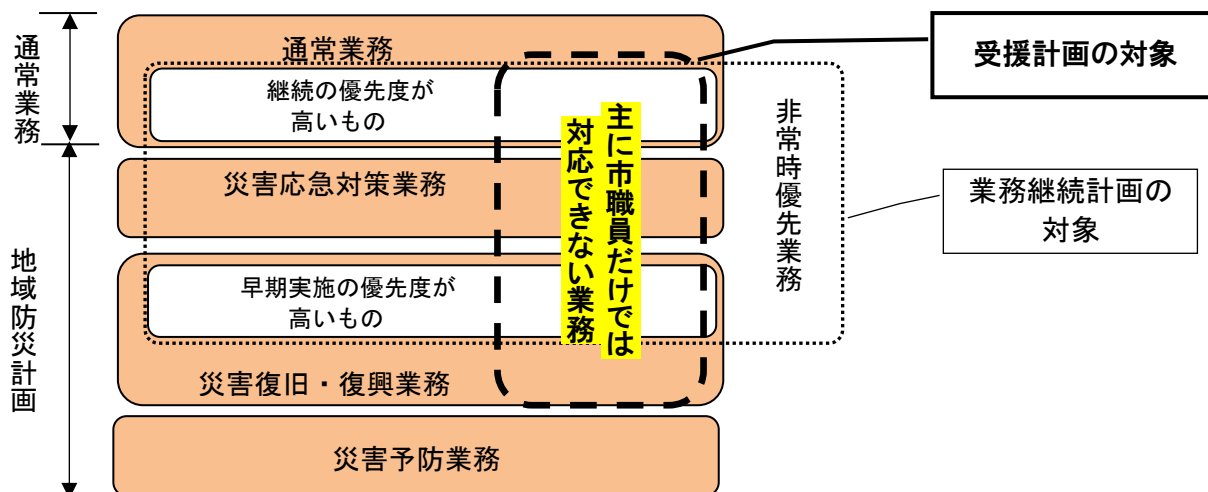 通常業務
地域防災計画
通常業務
継続の優先度が
高いもの
災害応急対策業務
早期実施の優先度が
高いもの
災害復旧・復興業務
災害予防業務
主に市職員だけでは
対応できない業務
非常時優先業務
受援計画の対象
業務継続計画の
対象